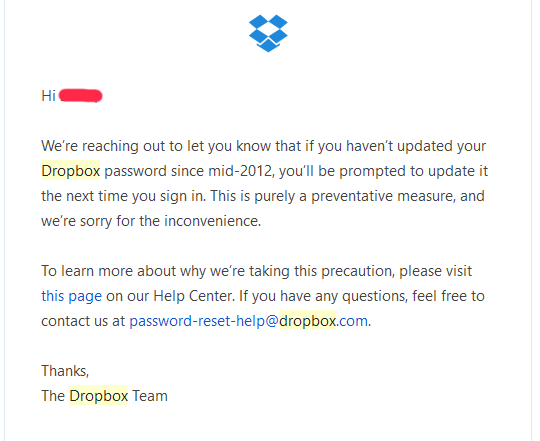 Hi
We're reaching out to let you know that if you haven't updated your
Dropbox password since mid-2012, you'll be prompted to update it
the next time you sign in. This is purely a preventative measure, and
we're sorry for the inconvenience.
To learn more about why we're taking this precaution, please visit
this page on our Help Center. If you have any questions, feel free to
contact us at password-reset-help@dropbox.com.
Thanks,
The Dropbox Team